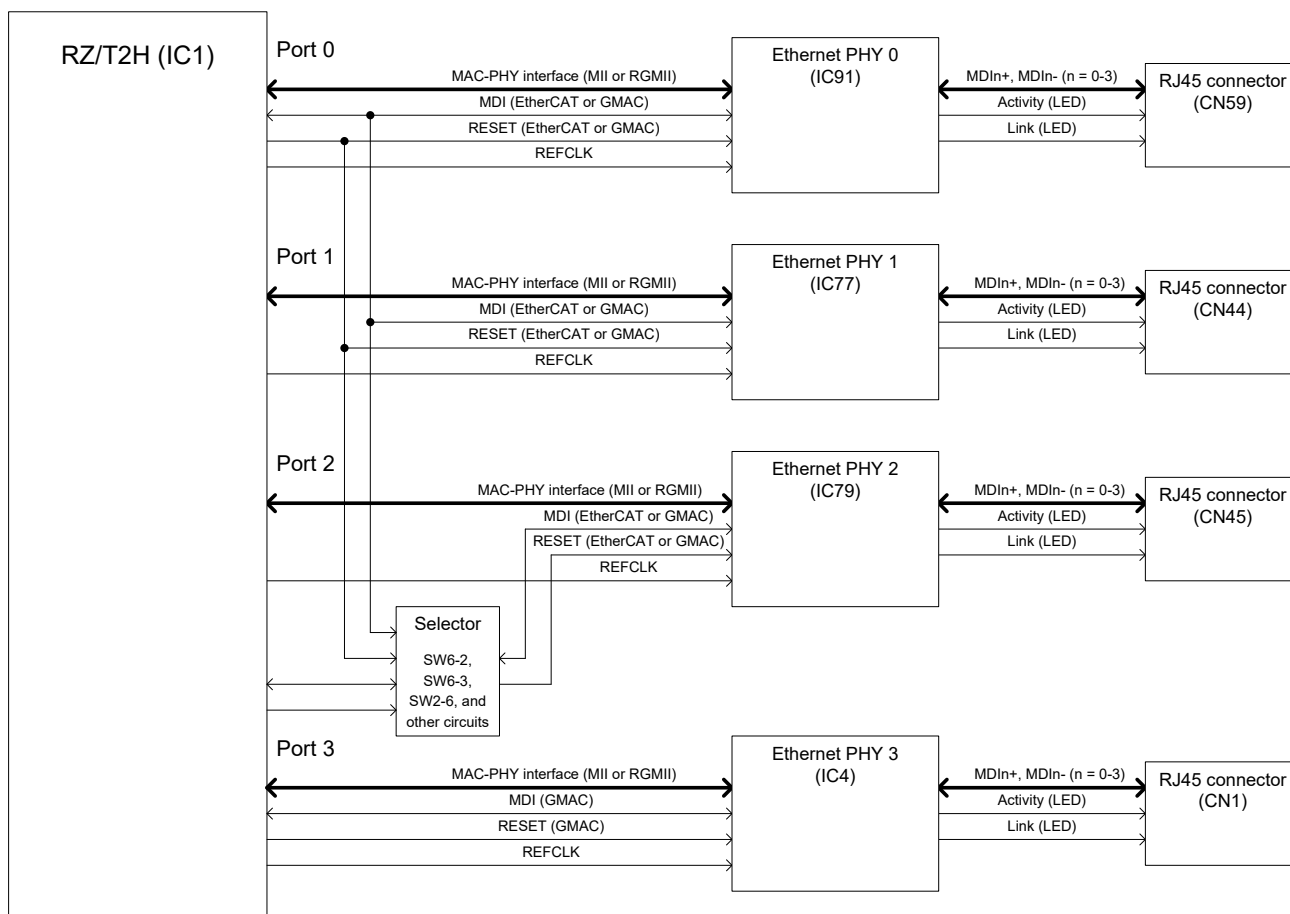 RZ/T2H (IC1)
Port 0
MAC-PHY interface (MII or RGMII)
MDI (EtherCAT or GMAC)
RESET (EtherCAT or GMAC)
REFCLK
Ethernet PHY 0
(IC91)
MDIn+, MDIn- (n = 0-3)
Activity (LED)
Link (LED)
RJ45 connector
(CN59)
Port 1
MAC-PHY interface (MII or RGMII)
MDI (EtherCAT or GMAC)
RESET (EtherCAT or GMAC)
REFCLK
Ethernet PHY 1
(IC77)
MDIn+, MDIn- (n = 0-3)
Activity (LED)
Link (LED)
RJ45 connector
(CN44)
Port 2
MAC-PHY interface (MII or RGMII)
MDI (EtherCAT or GMAC)
RESET (EtherCAT or GMAC)
REFCLK
Ethernet PHY 2
(IC79)
MDIn+, MDIn- (n = 0-3)
Activity (LED)
Link (LED)
RJ45 connector
(CN45)
Selector
SW6-2,
SW6-3,
SW2-6, and
other circuits
Port 3
MAC-PHY interface (MII or RGMII)
MDI (GMAC)
RESET (GMAC)
REFCLK
Ethernet PHY 3
(IC4)
MDIn+, MDIn- (n = 0-3)
Activity (LED)
Link (LED)
RJ45 connector
(CN1)